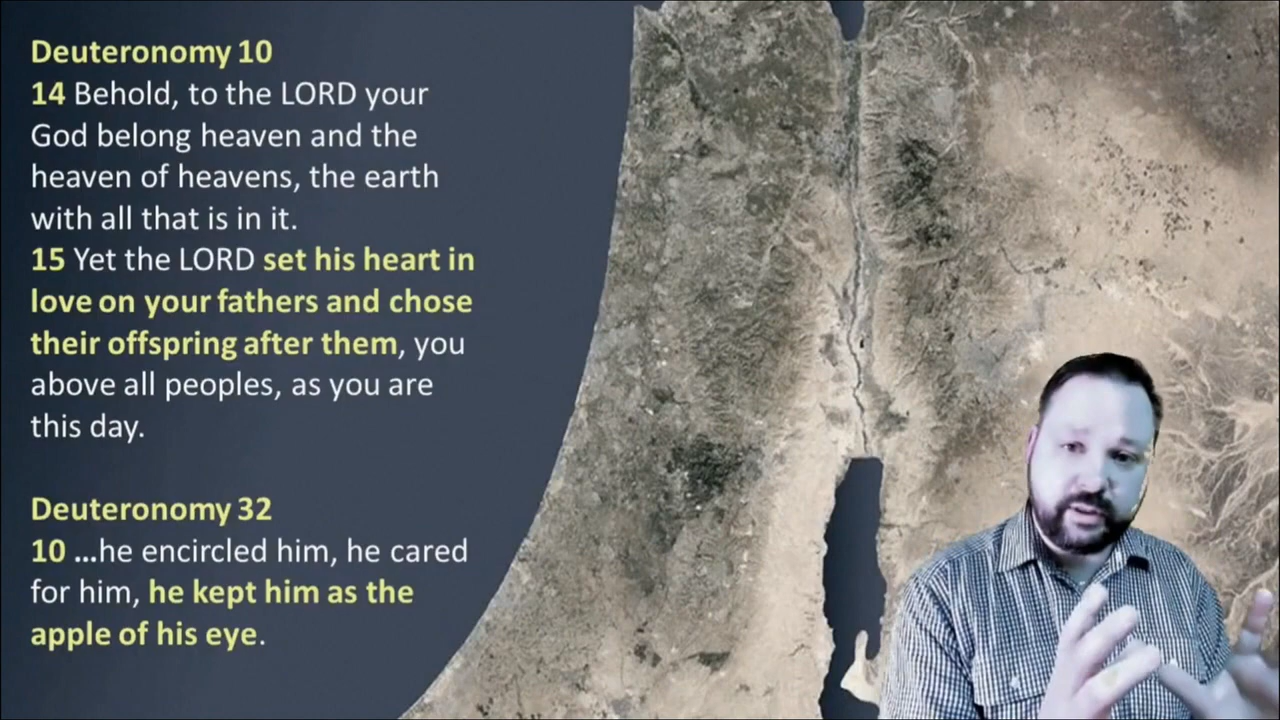 Deuteronomy 10
14 Behold, to the LORD your
God belong heaven and the
heaven of heavens, the earth
with all that is in it.
15 Yet the LORD set his heart in
love on your fathers and chose
their offspring after them, you
above all peoples, as you are
this day.
Deuteronomy 32
10 ...he encircled him, he cared
for him, he kept him as the
apple of his eye.